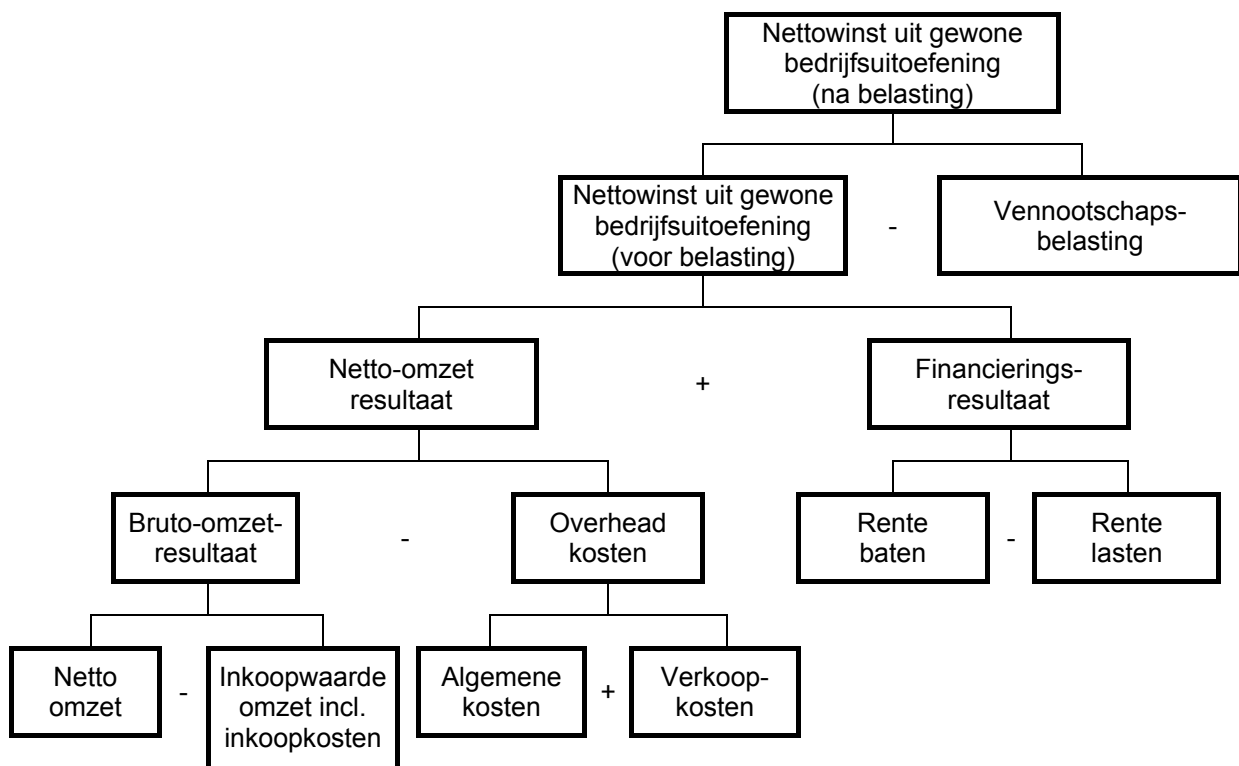 Nettowinst uit gewone
bedrijfsuitoefening
(na belasting)
Nettowinst uit gewone
bedrijfsuitoefening
(voor belasting)
-
Vennootschaps-
belasting
Netto-omzet
resultaat
+
Financierings-
resultaat
Bruto-omzet-
resultaat
-
Overhead
kosten
Rente
baten
-
Rente
lasten
Netto
omzet
-
Inkoopwaarde
omzet incl.
inkoopkosten
Algemene
kosten
+
Verkoop-
kosten